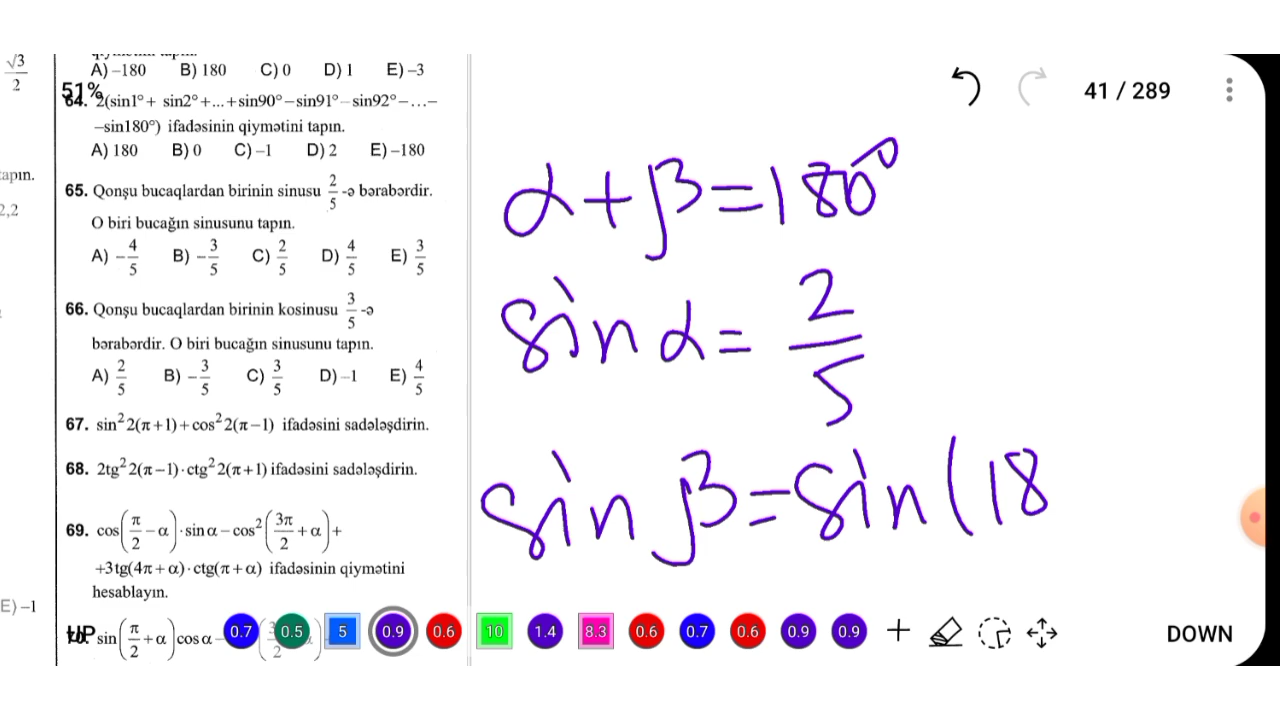 √3/2
A) –180 B) 180 C) 0 D) 1 E) –3
51%
64. 2(sin1° + sin2° + ... + sin90° – sin91° – sin92° – ... –
–sin180°) ifadəsinin qiymətini tapın.
A) 180 B) 0 C) –1 D) 2 E) –180
65. Qonşu bucaqlardan birinin sinusu 2/5 -ə bərabərdir.
O biri bucağın sinusunu tapın.
A) –4/5 B) –3/5 C) 2/5 D) 4/5 E) 3/5
66. Qonşu bucaqlardan birinin kosinusu 3/5 -ə
bərabərdir. O biri bucağın sinusunu tapın.
A) 2/5 B) –3/5 C) 3/5 D) –1 E) 4/5
67. sin²2(π+1)+cos²2(π–1) ifadəsini sadələşdirin.
68. 2tg²2(π–1)·ctg²2(π+1) ifadəsini sadələşdirin.
69. cos(π/2 – α)·sinα – cos²(3π/2 + α) +
+3tg(4π+α)·ctg(π+α) ifadəsinin qiymətini
hesablayın.
sin(π/2 + α) cosα –
tapın.
2,2
E) –1
α+β=180°
sin α = 2/5
sin β = sin (18
41 / 289
UP
0.7 0.5 5 0.9 0.6 10 1.4 8.3 0.6 0.7 0.6 0.9 0.9 +
DOWN